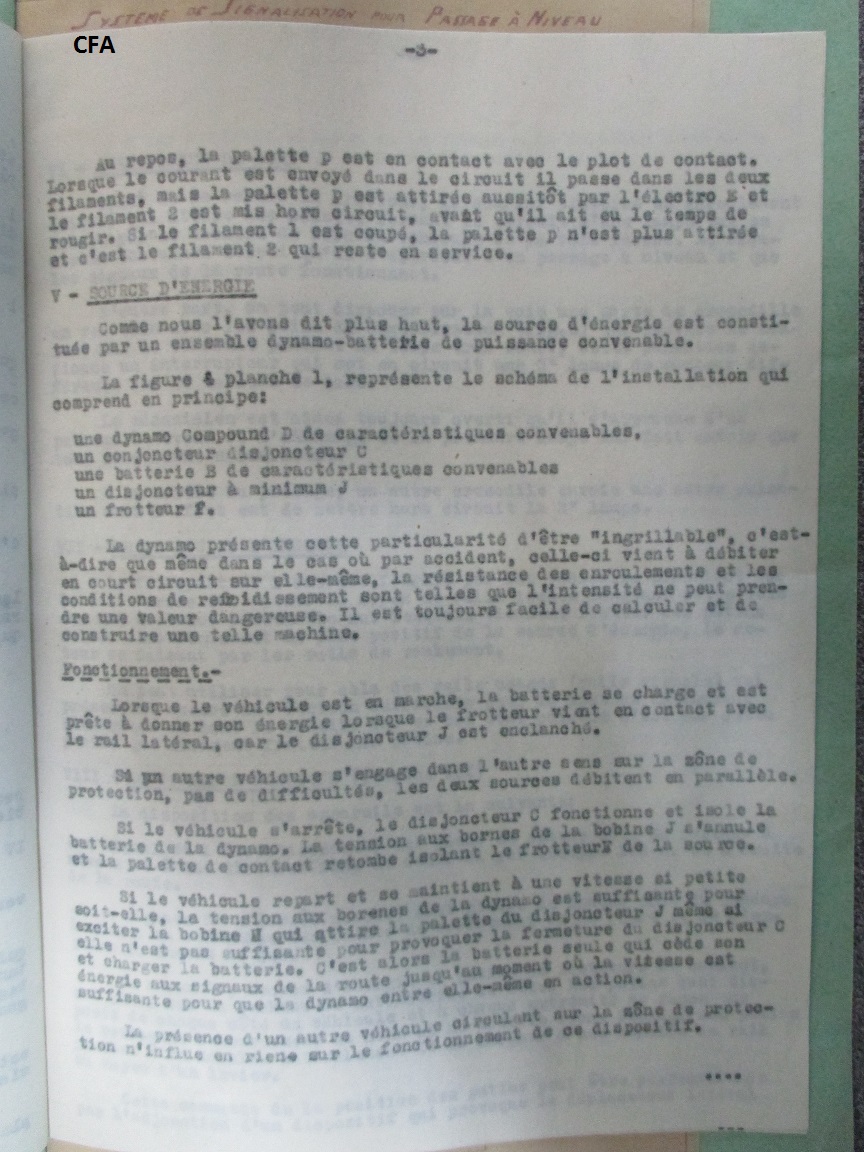 SYSTÈME DE SIGNALISATION POUR PASSAGE À NIVEAU
CFA
-3-
Au repos, la palette p est en contact avec le plot de contact.
Lorsque le courant est envoyé dans le circuit il passe dans les deux
filaments, mais la palette p est attirée aussitôt par l'électro E et
le filament 2 est mis hors circuit, avant qu'il ait eu le temps de
rougir. Si le filament 1 est coupé, la palette p n'est plus attirée
et c'est le filament 2 qui reste en service.
V - SOURCE D'ENERGIE
Comme nous l'avons dit plus haut, la source d'énergie est consti-
tuée par un ensemble dynamo-batterie de puissance convenable.
La figure 4 planche 1, représente le schéma de l'installation qui
comprend en principe:
une dynamo Compound D de caractéristiques convenables,
un conjoncteur disjoncteur C
une batterie B de caractéristiques convenables
un disjoncteur à minimum J
un frotteur f.
La dynamo présente cette particularité d'être "ingrillable", c'est-
à-dire que même dans le cas où par accident, celle-ci vient à débiter
en court circuit sur elle-même, la résistance des enroulements et les
conditions de refroidissement sont telles que l'intensité ne peut pren-
dre une valeur dangereuse. Il est toujours facile de calculer et de
construire une telle machine.
Fonctionnement.-
Lorsque le véhicule est en marche, la batterie se charge et est
prête à donner son énergie lorsque le frotteur vient en contact avec
le rail latéral, car le disjoncteur J est enclanché.
Si un autre véhicule s'engage dans l'autre sens sur la zône de
protection, pas de difficultés, les deux sources débitent en parallèle.
Si le véhicule s'arrête, le disjoncteur C fonctionne et isole la
batterie de la dynamo. La tension aux bornes de la bobine J s'annule
et la palette de contact retombe isolant le frotteur de la source.
Si le véhicule repart et se maintient à une vitesse si petite
soit-elle, la tension aux borenes de la dynamo est suffisante pour
exciter la bobine M qui attire la palette du disjoncteur J même si
elle n'est pas suffisante pour provoquer la fermeture du disjoncteur C
et charger la batterie. C'est alors la batterie seule qui cède son
énergie aux signaux de la route jusqu'au moment où la vitesse est
suffisante pour que la dynamo entre elle-même en action.
La présence d'un autre véhicule circulant sur la zône de protec-
tion n'influe en riene sur le fonctionnement de ce dispositif.
....